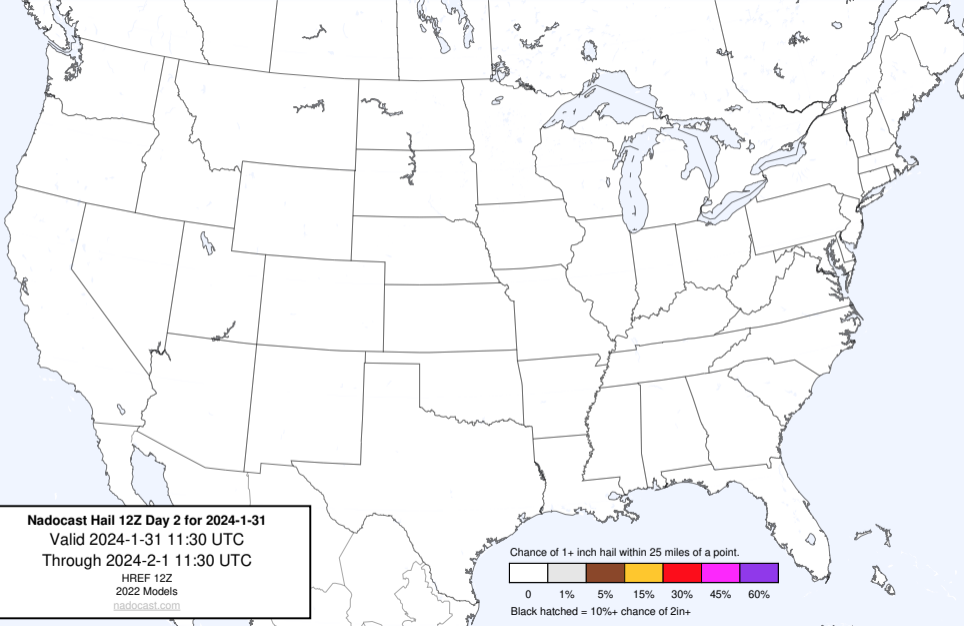 Nadocast Hail 12Z Day 2 for 2024-1-31
Valid 2024-1-31 11:30 UTC
Through 2024-2-1 11:30 UTC
HREF 12Z
2022 Models
nadocast.com
Chance of 1+ inch hail within 25 miles of a point.
0 1% 5% 15% 30% 45% 60%
Black hatched = 10%+ chance of 2in+